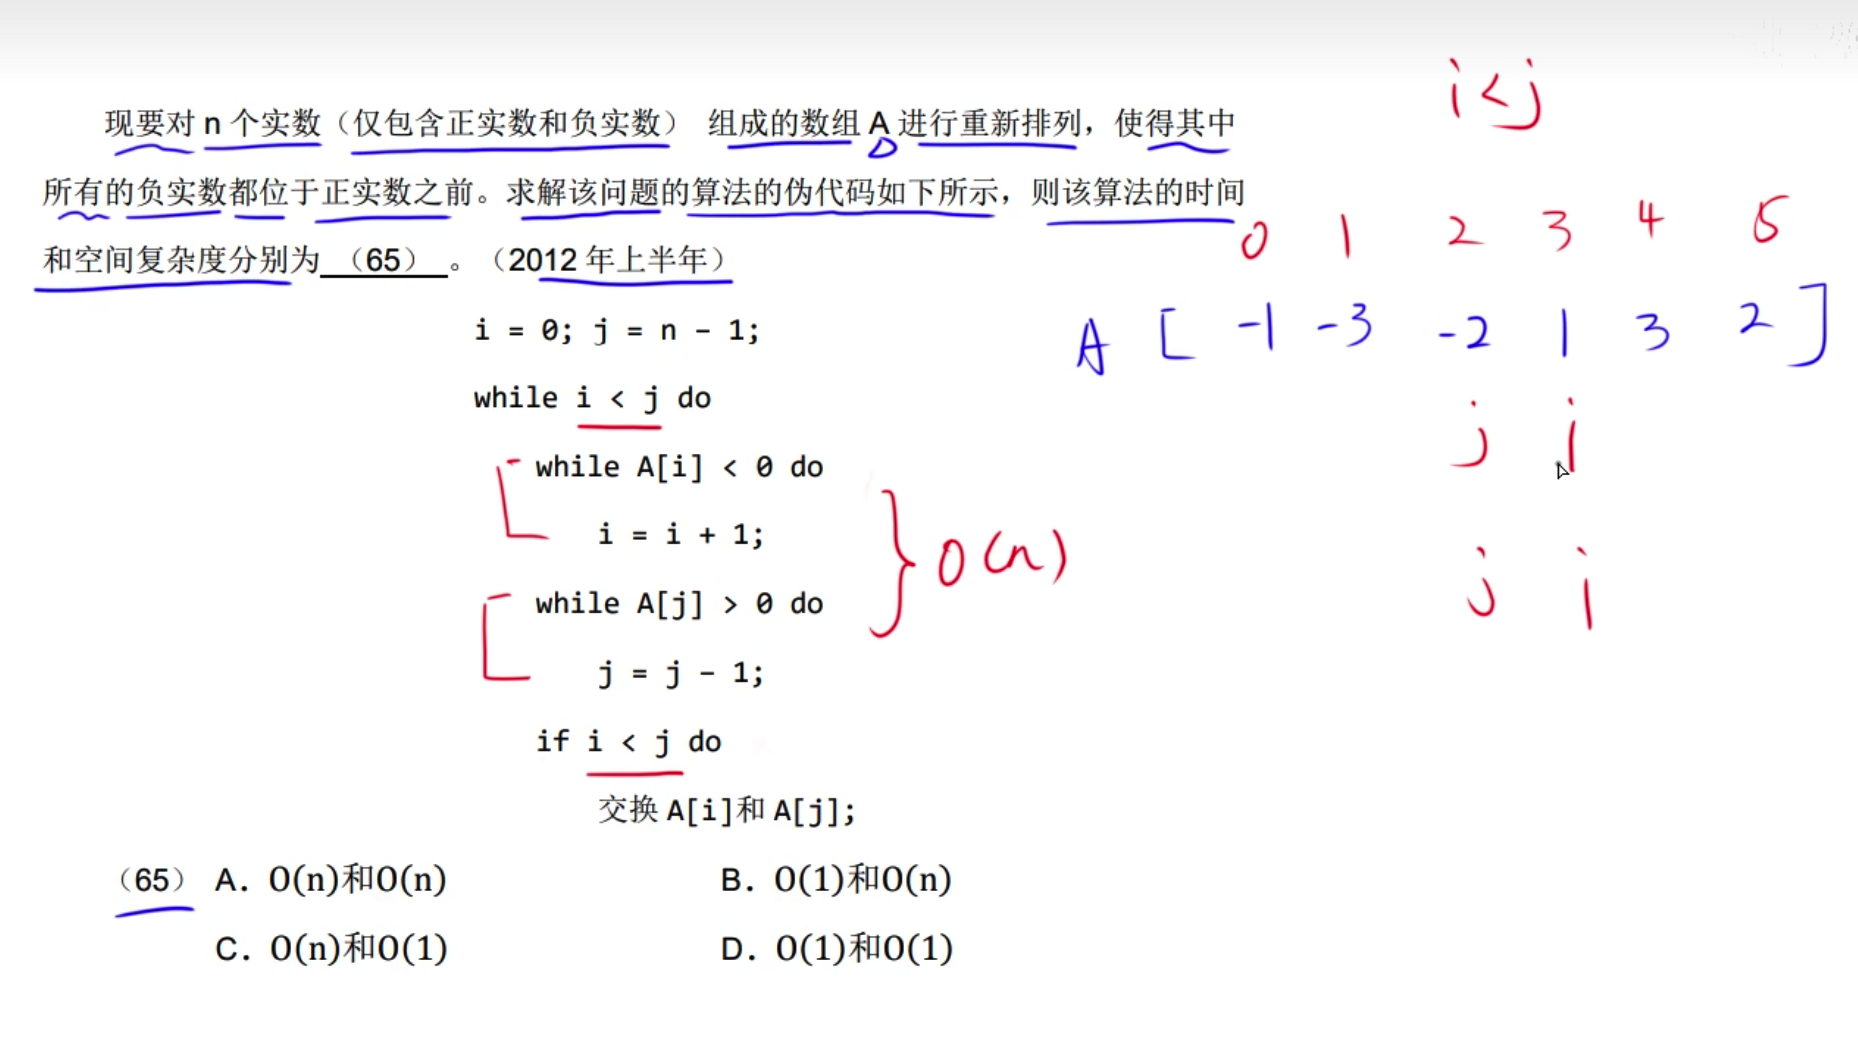 现要对 n 个实数（仅包含正实数和负实数） 组成的数组 A 进行重新排列，使得其中
所有的负实数都位于正实数之前。求解该问题的算法的伪代码如下所示，则该算法的时间
和空间复杂度分别为 （65） 。（2012 年上半年）
i = 0; j = n - 1;
while i < j do
while A[i] < 0 do
i = i + 1;
while A[j] > 0 do
j = j - 1;
if i < j do
交换 A[i]和 A[j];
（65） A. O(n)和O(n) B. O(1)和O(n)
C. O(n)和O(1) D. O(1)和O(1)
O(n)
i<j
0 1 2 3 4 5
A [ -1 -3 -2 1 3 2 ]
j i
j i